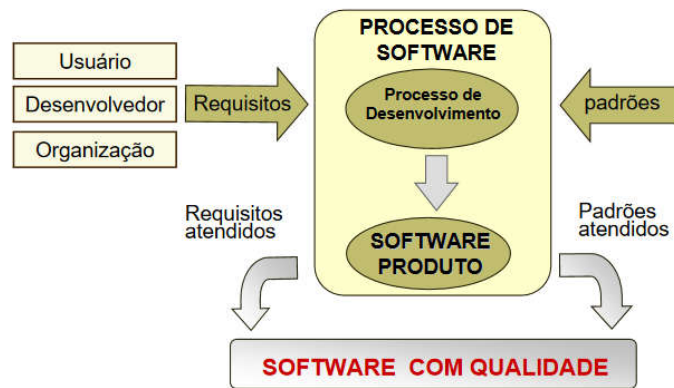 PROCESSO DE
SOFTWARE
Usuário
Desenvolvedor
Organização
Requisitos
Processo de
Desenvolvimento
padrões
Requisitos
atendidos
SOFTWARE
PRODUTO
Padrões
atendidos
SOFTWARE COM QUALIDADE